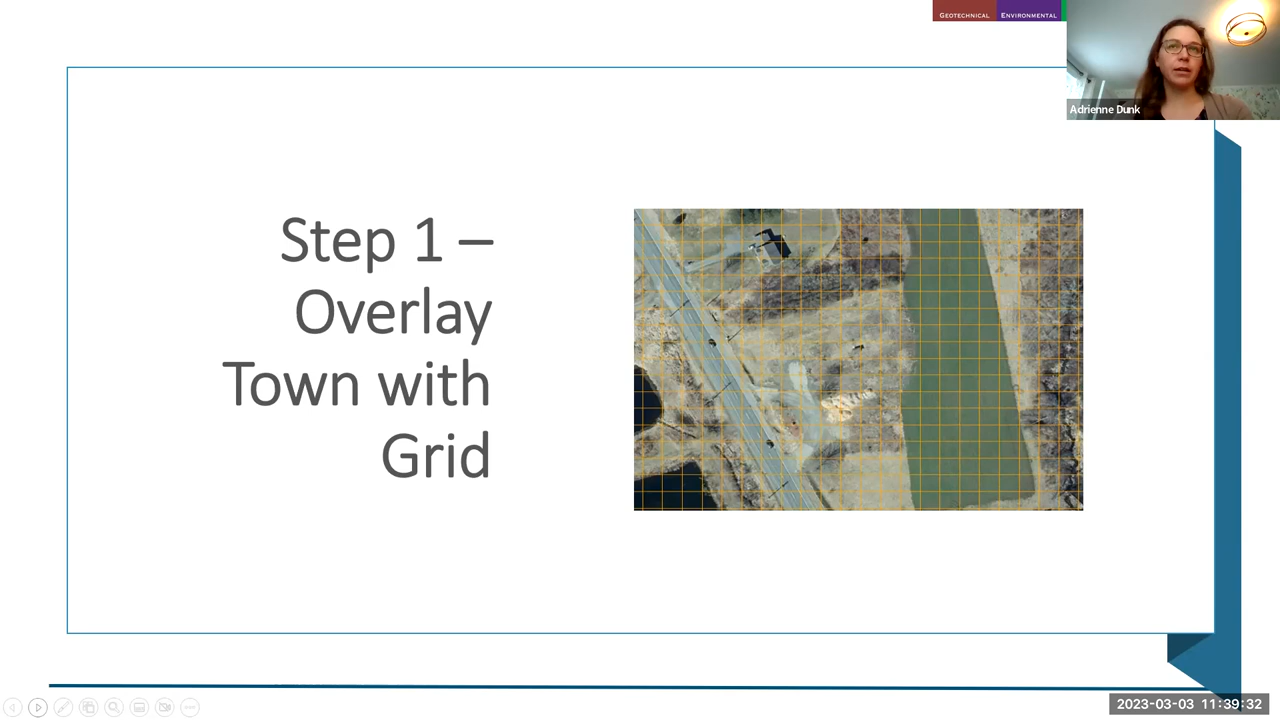 GEOTECHNICAL
ENVIRONMENTAL
Adrienne Dunk
Step 1 –
Overlay
Town with
Grid
2023-03-03 11:39:32